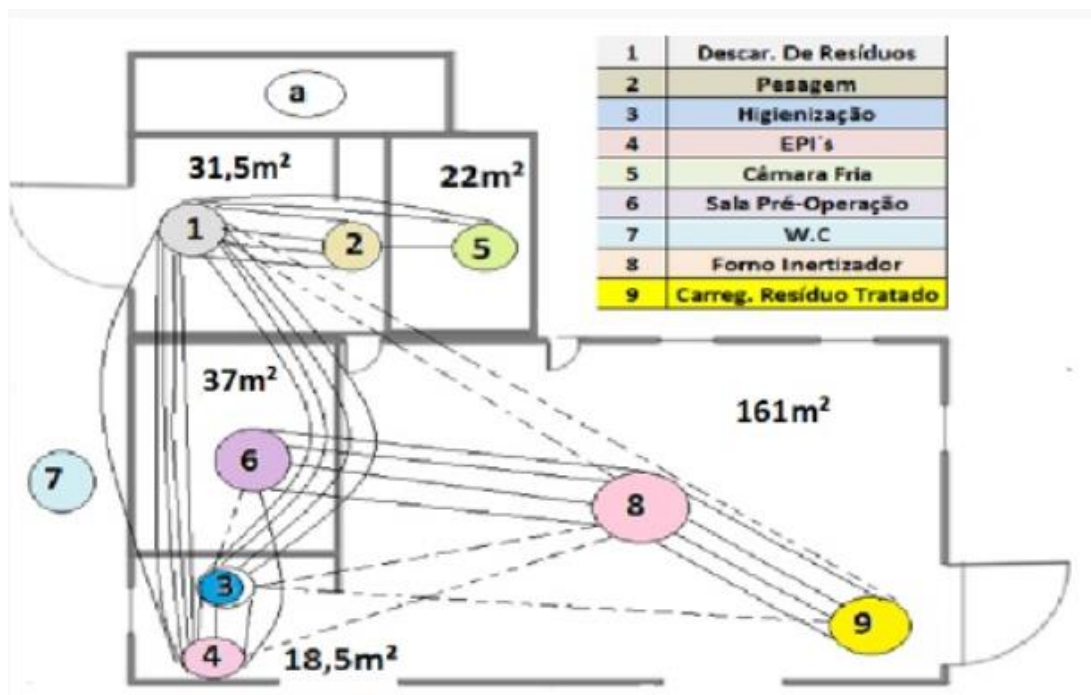 a
1 Descar. De Resíduos
2 Pesagem
3 Higienização
4 EPI´s
5 Câmara Fria
6 Sala Pré-Operação
7 W.C
8 Forno Inertizador
9 Carreg. Resíduo Tratado
31,5m²
22m²
1
2
5
37m²
161m²
6
7
8
3
9
4
18,5m²